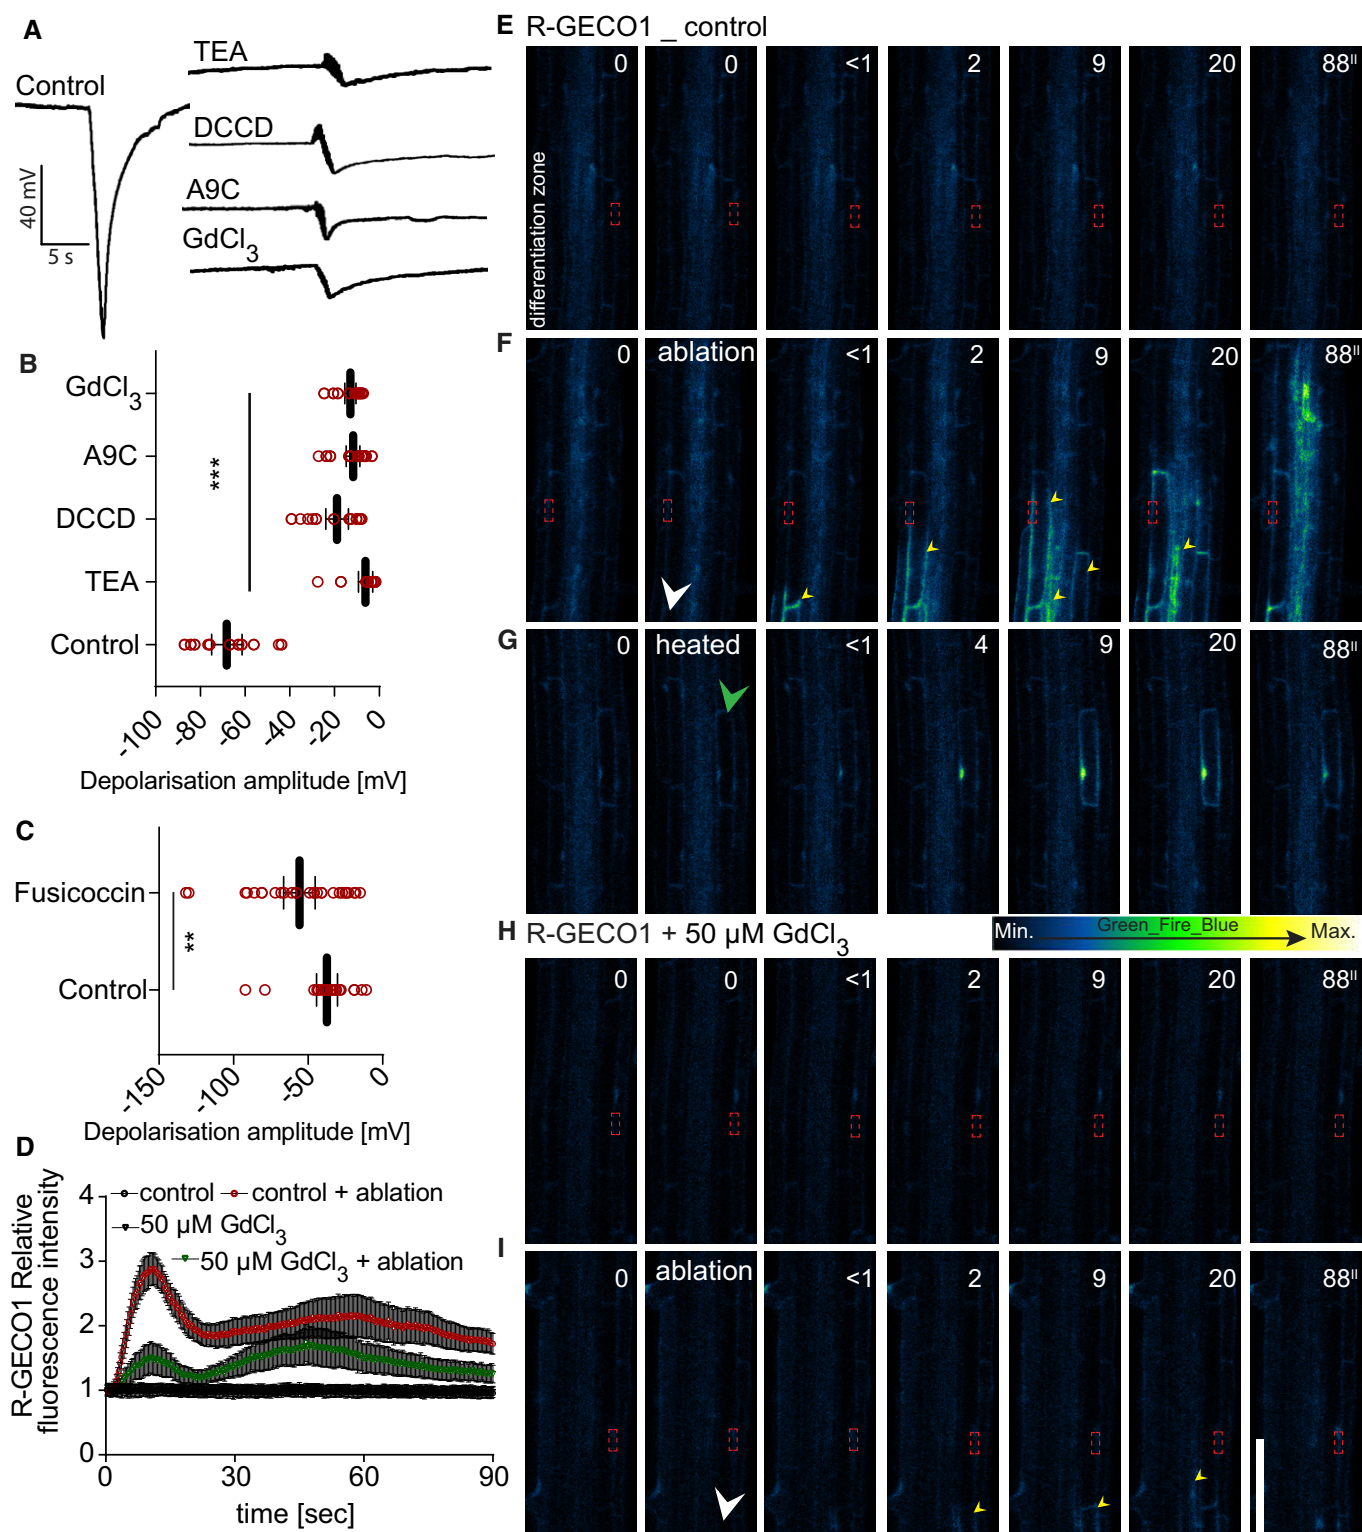 A
Control
40 mV
5 s
TEA
DCCD
A9C
GdCl3
B
GdCl3
A9C
DCCD
TEA
Control
***
-100 -80 -60 -40 -20 0
Depolarisation amplitude [mV]
C
Fusicoccin
Control
**
-150 -100 -50 0
Depolarisation amplitude [mV]
D
R-GECO1 Relative
fluorescence intensity
4
3
2
1
0
control control + ablation
50 µM GdCl3
50 µM GdCl3 + ablation
0 30 60 90
time [sec]
E R-GECO1 _ control
differentiation zone
0 0 <1 2 9 20 88II
F
0 ablation <1 2 9 20 88II
G
0 heated <1 4 9 20 88II
Min. Green_Fire_Blue Max.
H R-GECO1 + 50 µM GdCl3
0 0 <1 2 9 20 88II
I
0 ablation <1 2 9 20 88II